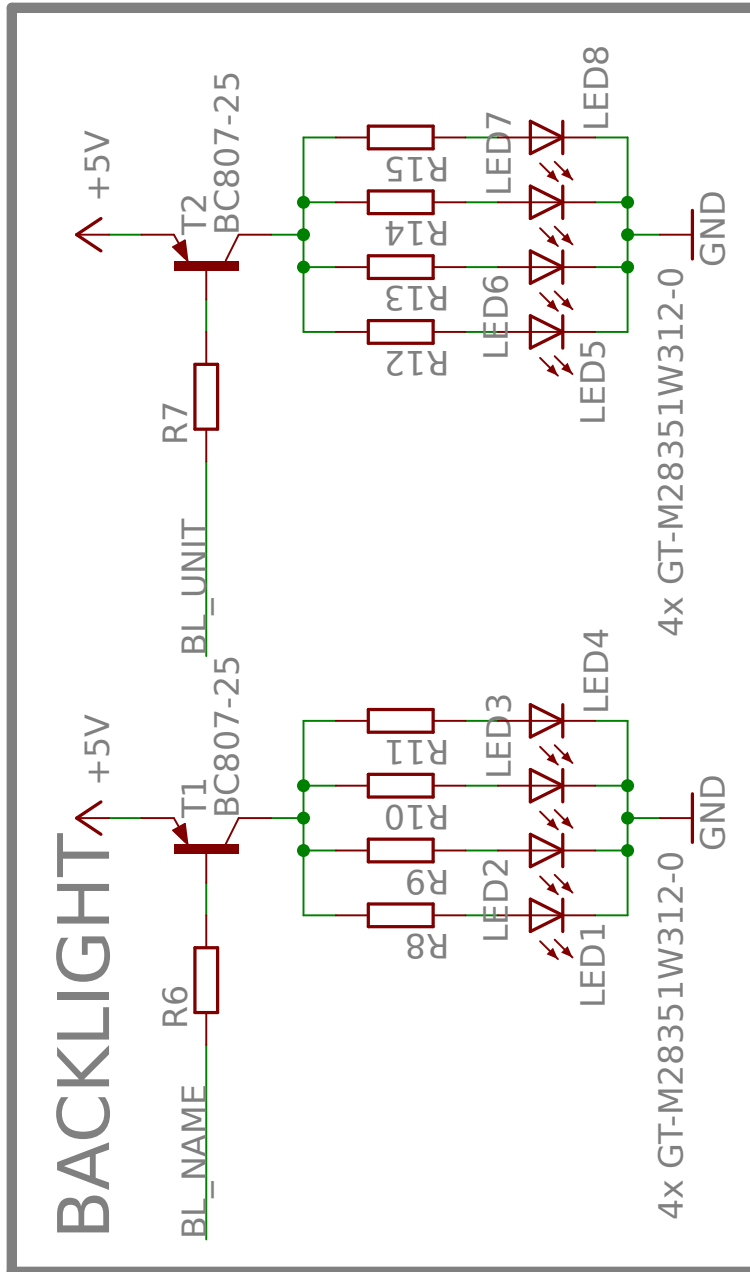 BACKLIGHT
+5V
T1
BC807-25
R6
BL_NAME
R8
R9
R10
R11
LED1
LED2
LED3
LED4
GND
4x GT-M28351W312-0
+5V
T2
BC807-25
R7
BL_UNIT
R12
R13
R14
R15
LED5
LED6
LED7
LED8
GND
4x GT-M28351W312-0